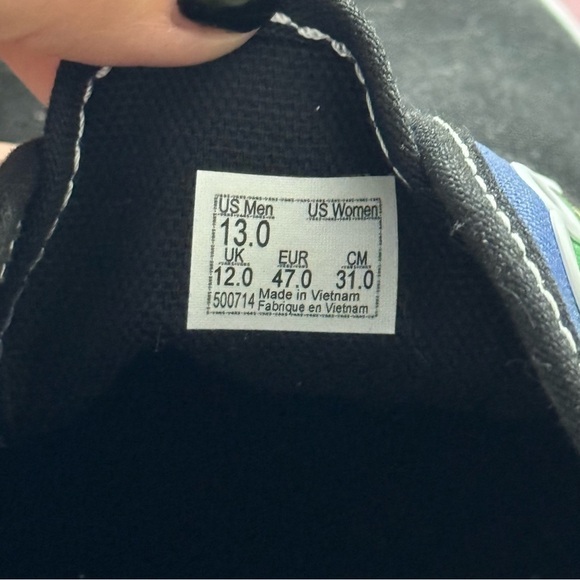 US Men US Women
13.0
UK EUR CM
12.0 47.0 31.0
500714 Made in Vietnam
Fabrique en Vietnam